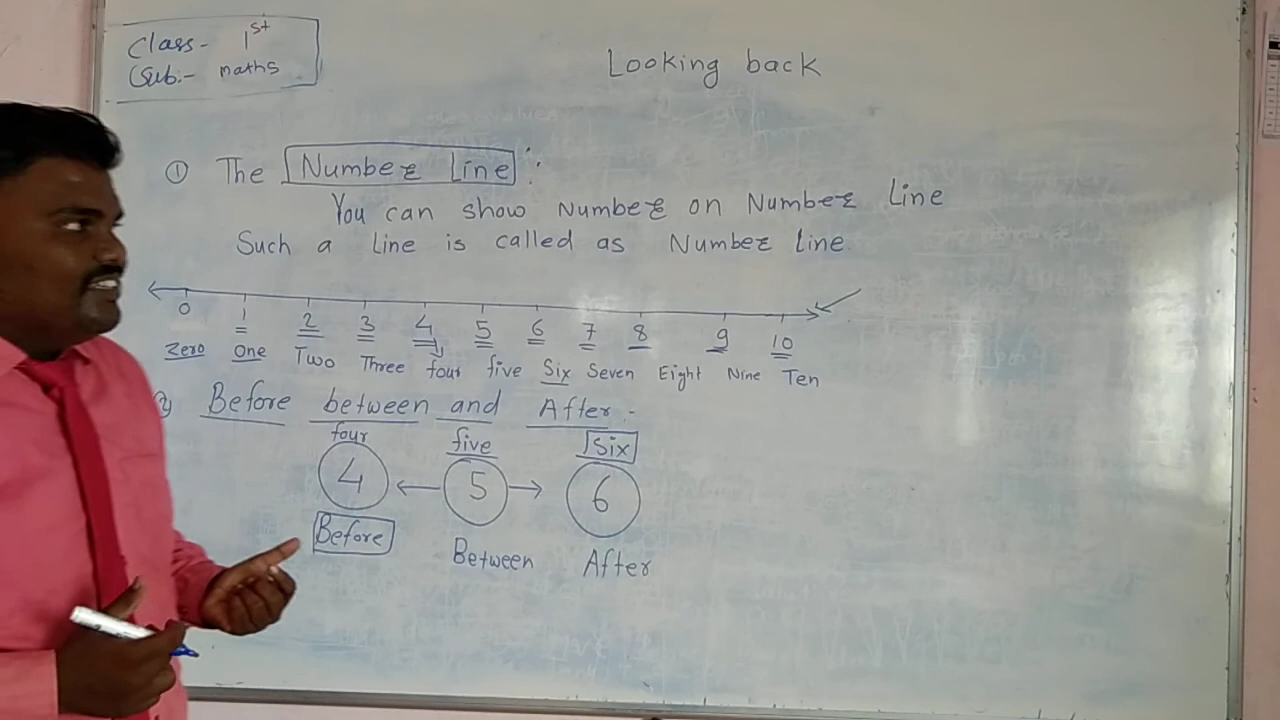 Class- 1st
Sub:- maths
Looking back
① The Number Line :-
You can show Number on Number Line
Such a Line is called as Number line.
0 1 2 3 4 5 6 7 8 9 10
Zero One Two Three four five Six Seven Eight Nine Ten
2) Before between and After :-
four five Six
4 5 6
Before Between After